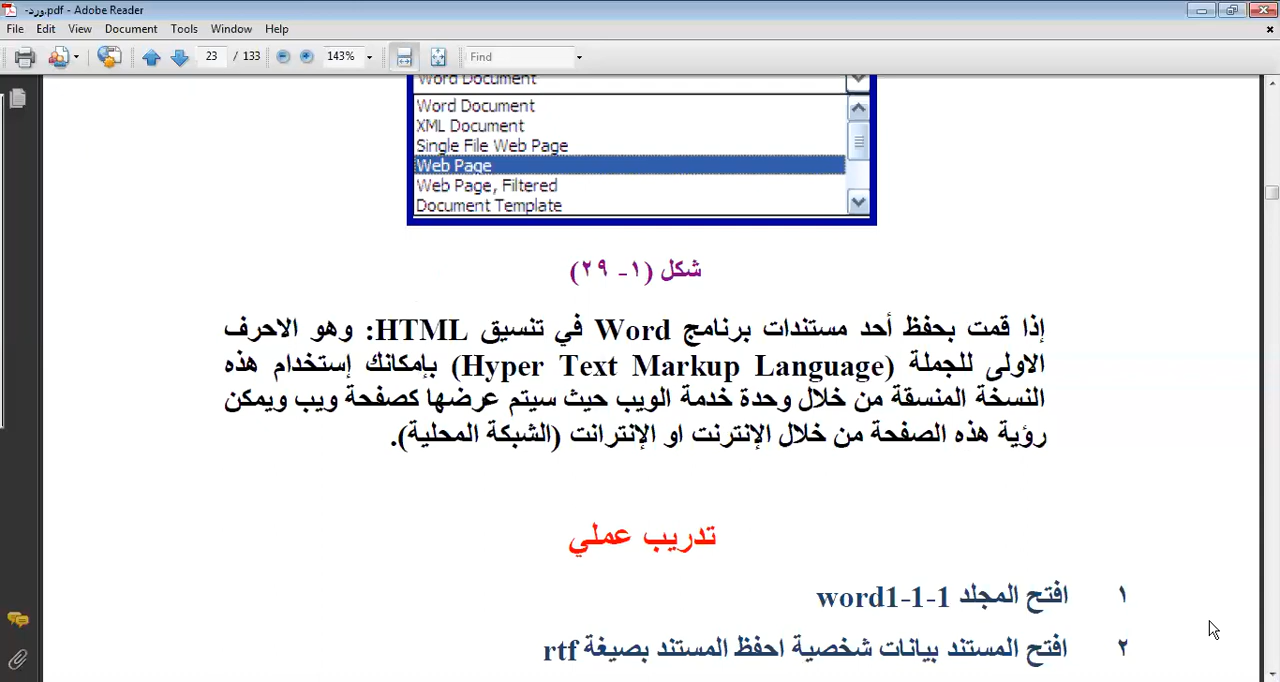 ورد-.pdf - Adobe Reader
File Edit View Document Tools Window Help
23 / 133 143% Find
Word Document
Word Document
XML Document
Single File Web Page
Web Page
Web Page, Filtered
Document Template
شكل (١- ٢٩)
إذا قمت بحفظ أحد مستندات برنامج Word في تنسيق HTML: وهو الاحرف
الاولى للجملة (Hyper Text Markup Language) بإمكانك إستخدام هذه
النسخة المنسقة من خلال وحدة خدمة الويب حيث سيتم عرضها كصفحة ويب ويمكن
رؤية هذه الصفحة من خلال الإنترنت او الإنترانت (الشبكة المحلية).
تدريب عملي
١ افتح المجلد word1-1-1
٢ افتح المستند بيانات شخصية احفظ المستند بصيغة rtf